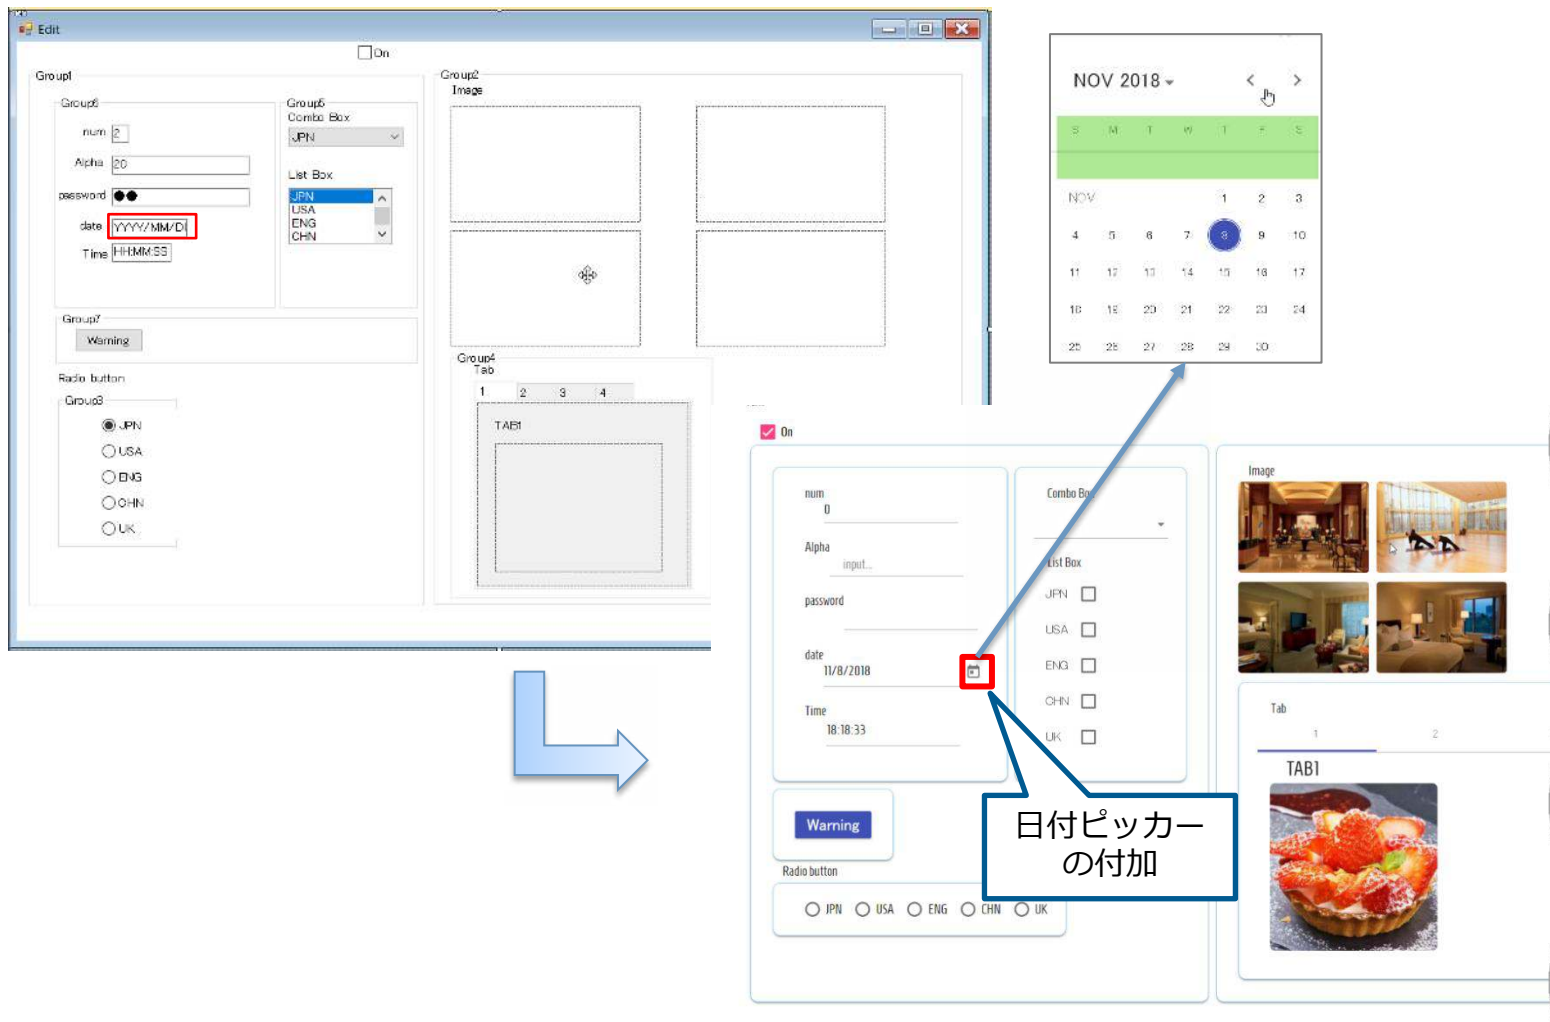 Edit
On
Group1
Group6
num 2
Alpha 20
password ●●
date YYYY/MM/DI
Time HH:MM:SS
Group5
Combo Box
JPN
List Box
JPN
USA
ENG
CHN
Group7
Warning
Radio button
Group3
JPN
USA
ENG
CHN
UK
Group2
Image
Group4
Tab
1 2 3 4
TAB1
NOV 2018
S M T W T F S
NOV 1 2 3
4 5 6 7 8 9 10
11 12 13 14 15 16 17
18 19 20 21 22 23 24
25 26 27 28 29 30
On
num
0
Alpha
input...
password
date
11/8/2018
Time
18:18:33
Combo Box
List Box
JPN
USA
ENG
CHN
UK
Warning
Radio button
JPN USA ENG CHN UK
日付ピッカー
の付加
Image
Tab
1 2
TAB1